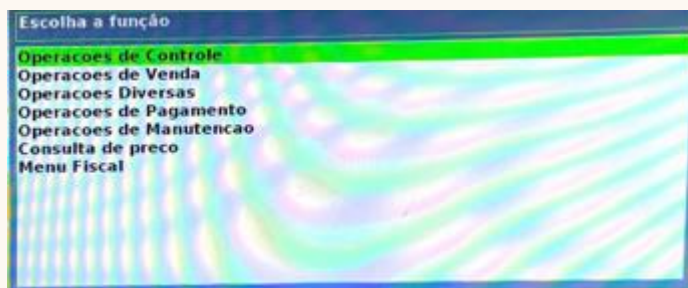 Escolha a função
Operacoes de Controle
Operacoes de Venda
Operacoes Diversas
Operacoes de Pagamento
Operacoes de Manutencao
Consulta de preco
Menu Fiscal